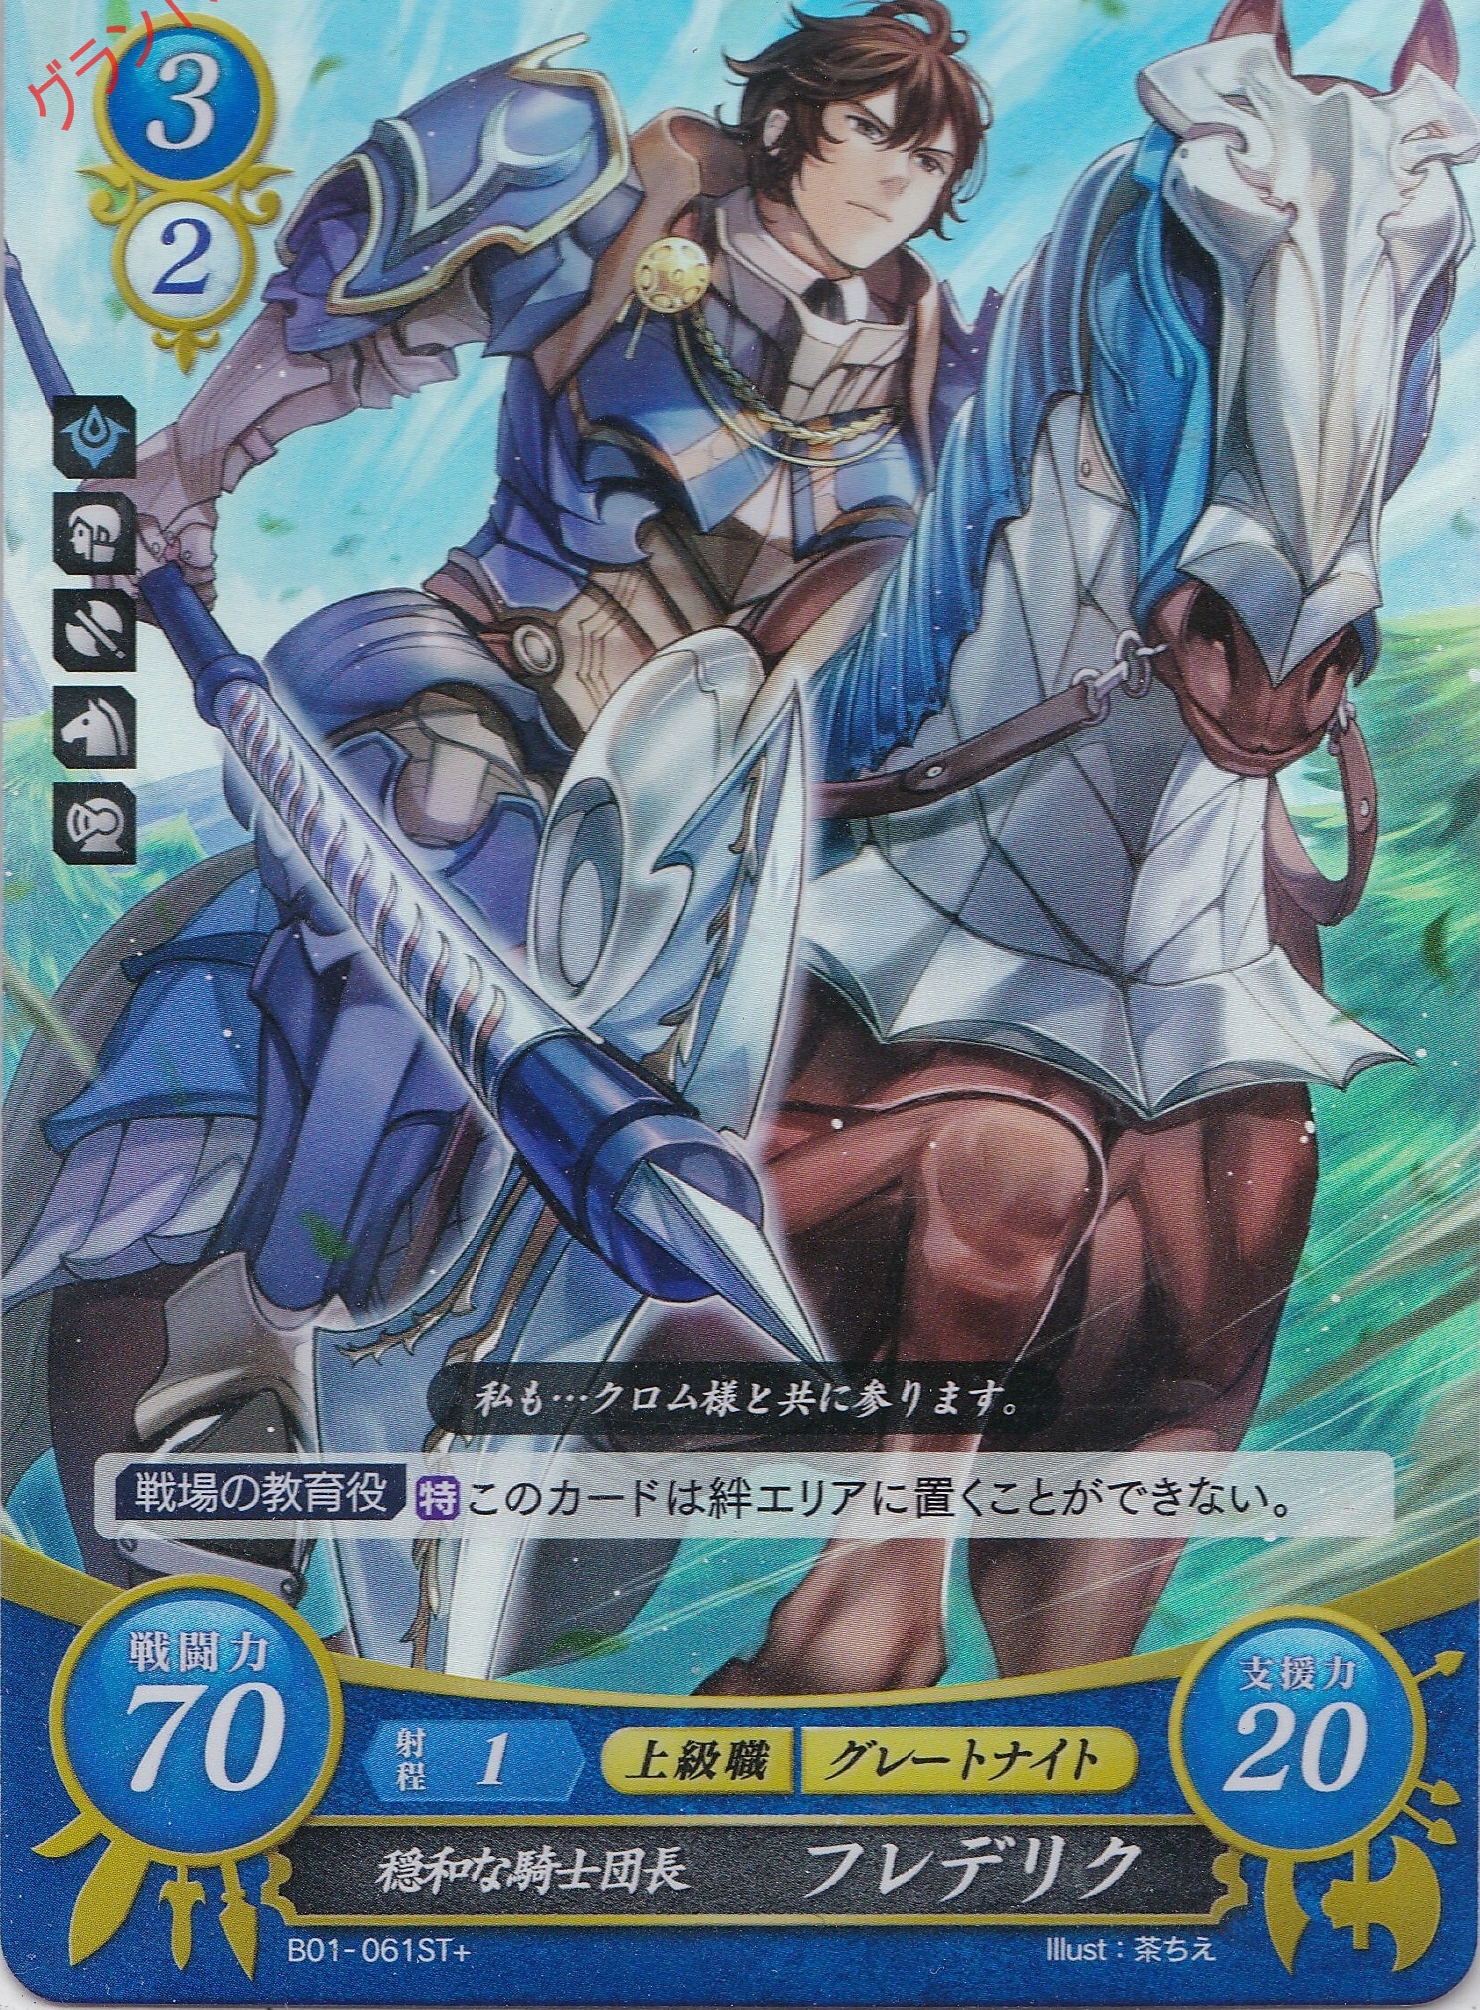 グラン
3
2
私も…クロム様と共に参ります。
戦場の教育役 特 このカードは絆エリアに置くことができない。
戦闘力
70
射程 1
上級職 グレートナイト
支援力
20
穏和な騎士団長 フレデリク
B01-061ST+ Illust：茶ちえ